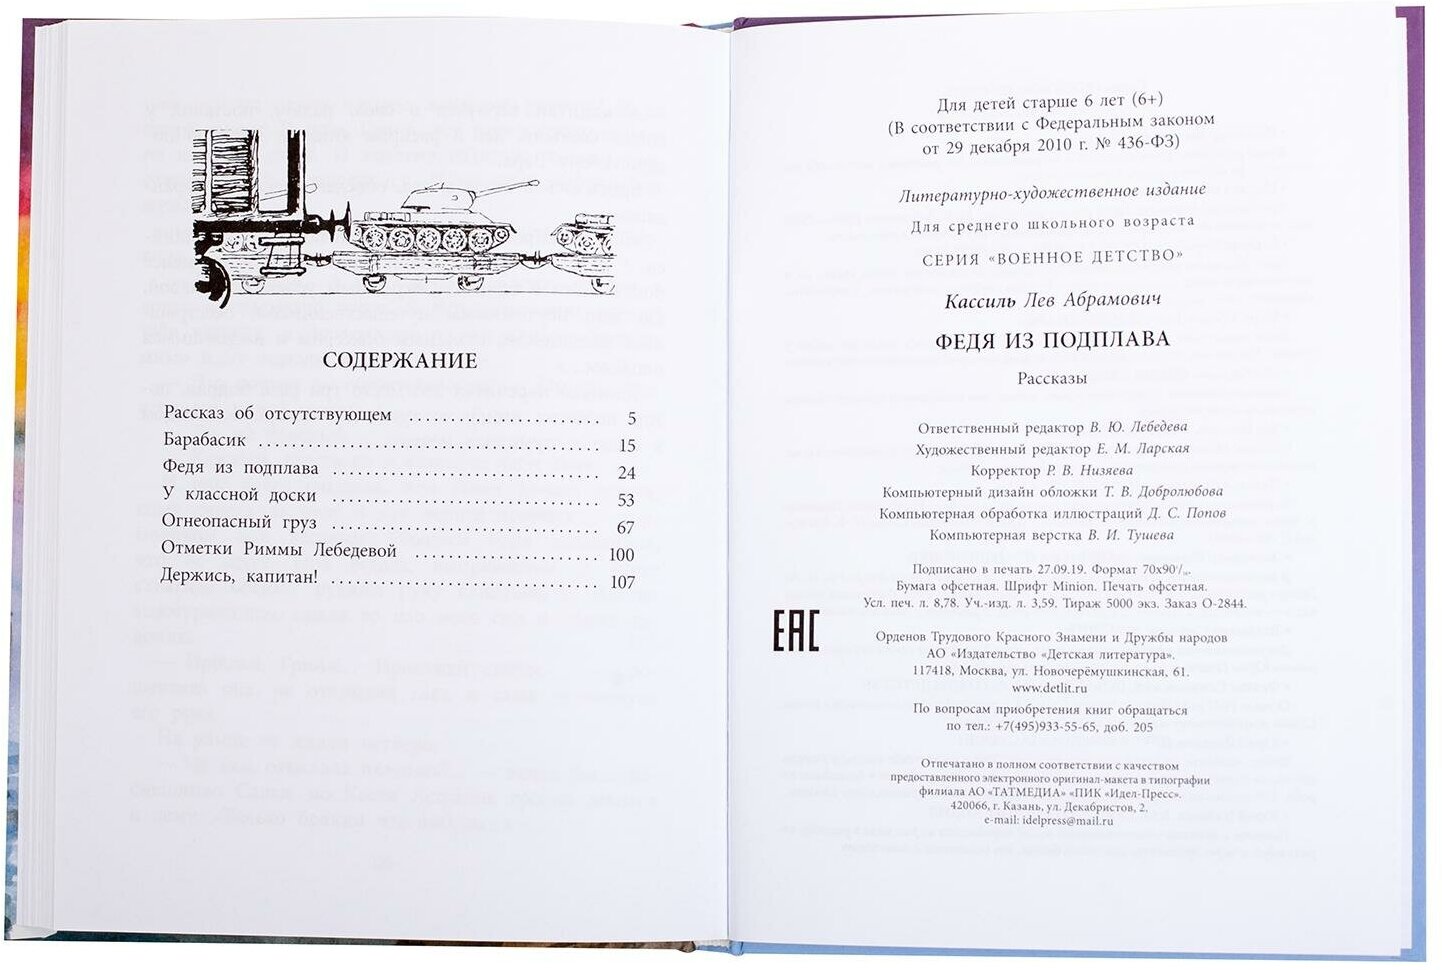 СОДЕРЖАНИЕ
Рассказ об отсутствующем .......................... 5
Барабасик .......................... 15
Федя из подплава .......................... 24
У классной доски .......................... 53
Огнеопасный груз .......................... 67
Отметки Риммы Лебедевой .......................... 100
Держись, капитан! .......................... 107
Для детей старше 6 лет (6+)
(В соответствии с Федеральным законом
от 29 декабря 2010 г. № 436-ФЗ)
Литературно-художественное издание
Для среднего школьного возраста
СЕРИЯ «ВОЕННОЕ ДЕТСТВО»
Кассиль Лев Абрамович
ФЕДЯ ИЗ ПОДПЛАВА
Рассказы
Ответственный редактор В. Ю. Лебедева
Художественный редактор Е. М. Ларская
Корректор Р. В. Низяева
Компьютерный дизайн обложки Т. В. Добролюбова
Компьютерная обработка иллюстраций Д. С. Попов
Компьютерная верстка В. И. Тушева
Подписано в печать 27.09.19. Формат 70х90
Бумага офсетная. Шрифт Minion. Печать офсетная.
Усл. печ. л. 8,78. Уч.-изд. л. 3,59. Тираж 5000 экз. Заказ О-2844.
ЕАС
Орденов Трудового Красного Знамени и Дружбы народов
АО «Издательство «Детская литература».
117418, Москва, ул. Новочерёмушкинская, 61.
www.detlit.ru
По вопросам приобретения книг обращаться
по тел.: +7(495)933-55-65, доб. 205
Отпечатано в полном соответствии с качеством
предоставленного электронного оригинал-макета в типографии
филиала АО «ТАТМЕДИА» «ПИК «Идел-Пресс».
420066, г. Казань, ул. Декабристов, 2.
e-mail: idelpress@mail.ru